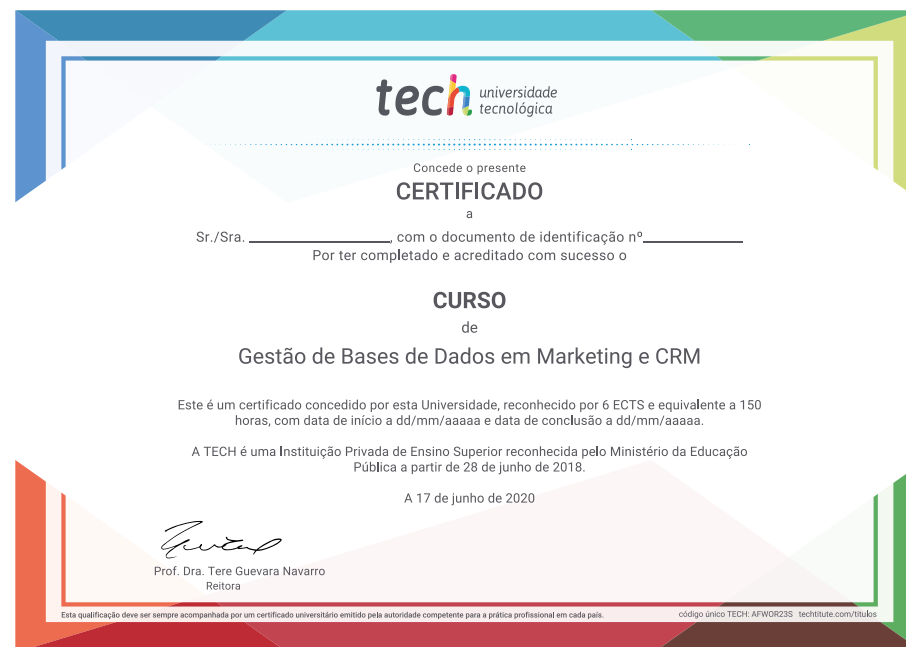 tech universidade
tecnológica
Concede o presente
CERTIFICADO
a
Sr./Sra. ____________________, com o documento de identificação nº______________
Por ter completado e acreditado com sucesso o
CURSO
de
Gestão de Bases de Dados em Marketing e CRM
Este é um certificado concedido por esta Universidade, reconhecido por 6 ECTS e equivalente a 150
horas, com data de início a dd/mm/aaaaa e data de conclusão a dd/mm/aaaaa.
A TECH é uma Instituição Privada de Ensino Superior reconhecida pelo Ministério da Educação
Pública a partir de 28 de junho de 2018.
A 17 de junho de 2020
Prof. Dra. Tere Guevara Navarro
Reitora
Esta qualificação deve ser sempre acompanhada por um certificado universitário emitido pela autoridade competente para a prática profissional em cada país.
código único TECH: AFWOR23S techtitute.com/titulos